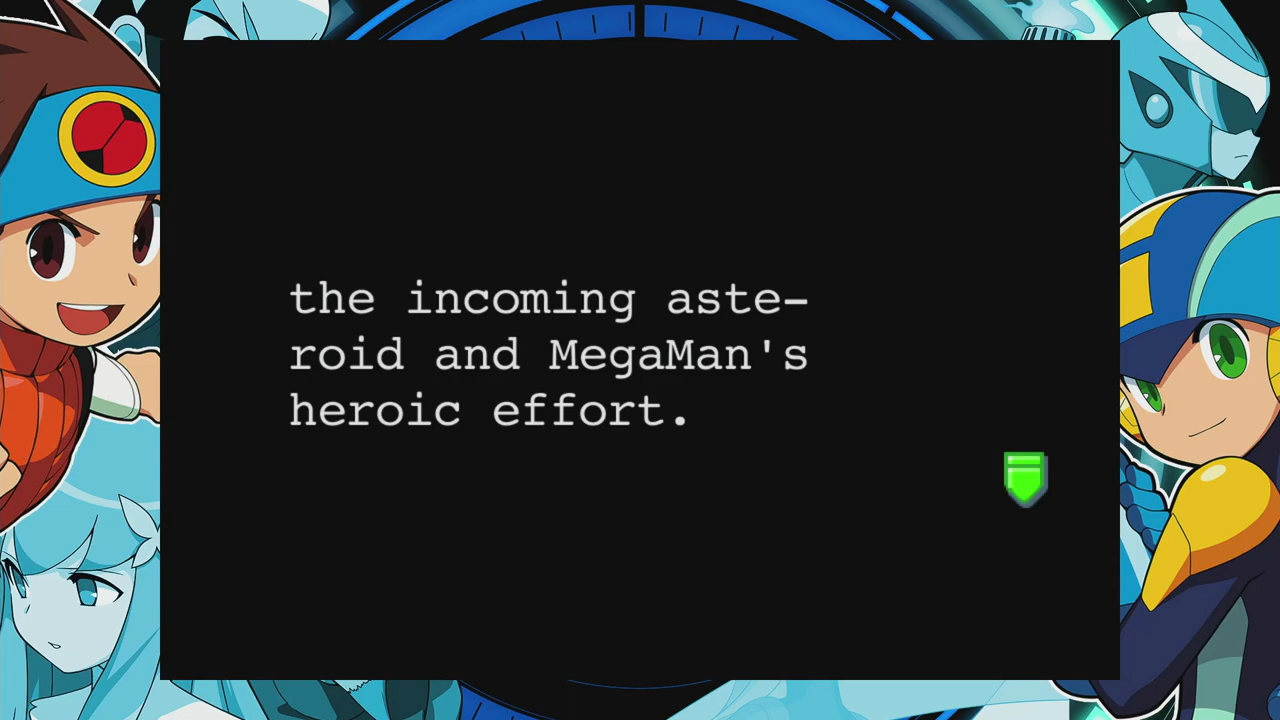 the incoming aste-
roid and MegaMan's
heroic effort.